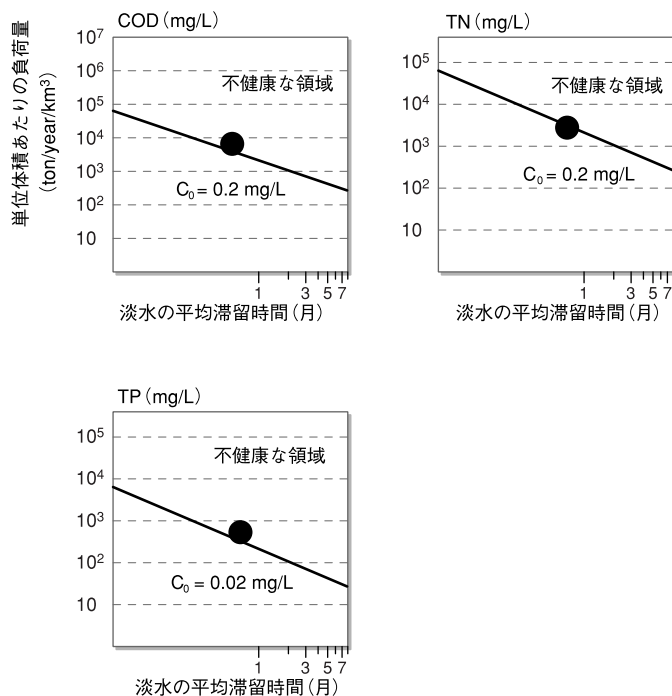 COD（mg/L）
単位体積あたりの負荷量
（ton/year/km³）
10⁷
10⁶
10⁵
10⁴
10³
10²
10
不健康な領域
C₀= 0.2 mg/L
1 3 5 7
淡水の平均滞留時間（月）
TN（mg/L）
10⁵
10⁴
10³
10²
10
不健康な領域
C₀= 0.2 mg/L
1 3 5 7
淡水の平均滞留時間（月）
TP（mg/L）
10⁵
10⁴
10³
10²
10
不健康な領域
C₀ = 0.02 mg/L
1 3 5 7
淡水の平均滞留時間（月）